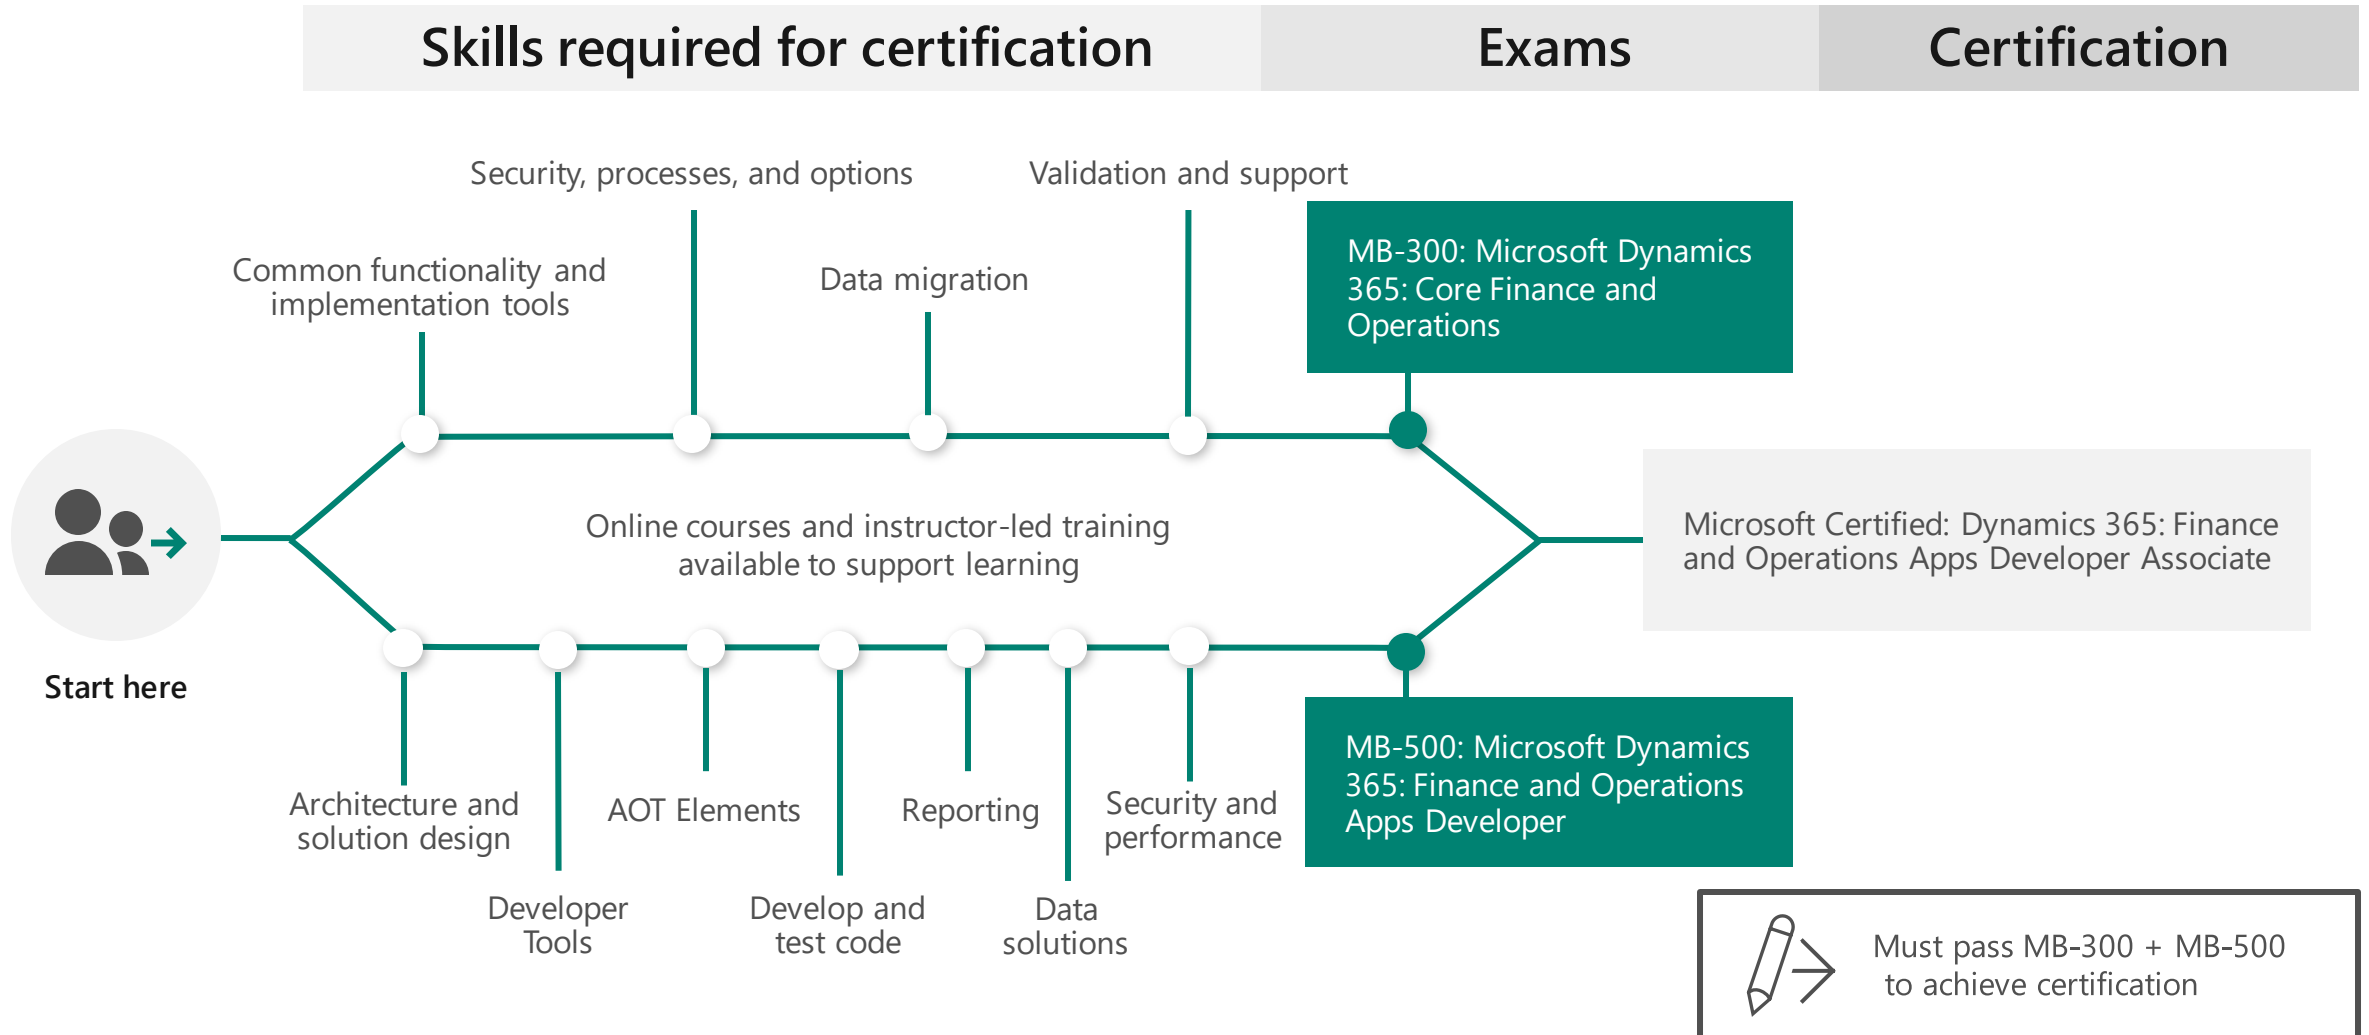 Skills required for certification
Exams
Certification
Security, processes, and options
Validation and support
Common functionality and
implementation tools
Data migration
MB-300: Microsoft Dynamics
365: Core Finance and
Operations
Online courses and instructor-led training
available to support learning
Microsoft Certified: Dynamics 365: Finance
and Operations Apps Developer Associate
Start here
Architecture and
solution design
Developer
Tools
AOT Elements
Develop and
test code
Reporting
Data
solutions
Security and
performance
MB-500: Microsoft Dynamics
365: Finance and Operations
Apps Developer
Must pass MB-300 + MB-500
to achieve certification